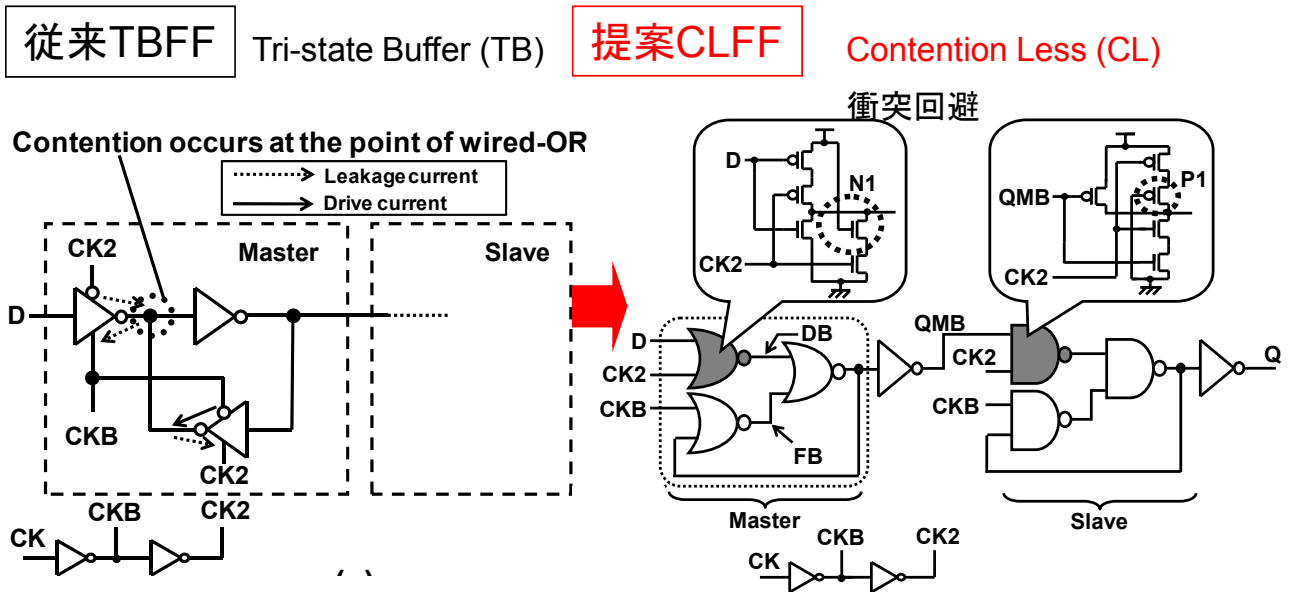 従来TBFF
Tri-state Buffer (TB)
提案CLFF
Contention Less (CL)
衝突回避
Contention occurs at the point of wired-OR
Leakage current
Drive current
CK2
Master
Slave
D
CKB
CK2
CK
CKB
CK2
D
N1
CK2
QMB
P1
CK2
D
CK2
CKB
DB
FB
QMB
CK2
CKB
Q
Master
Slave
CK
CKB
CK2